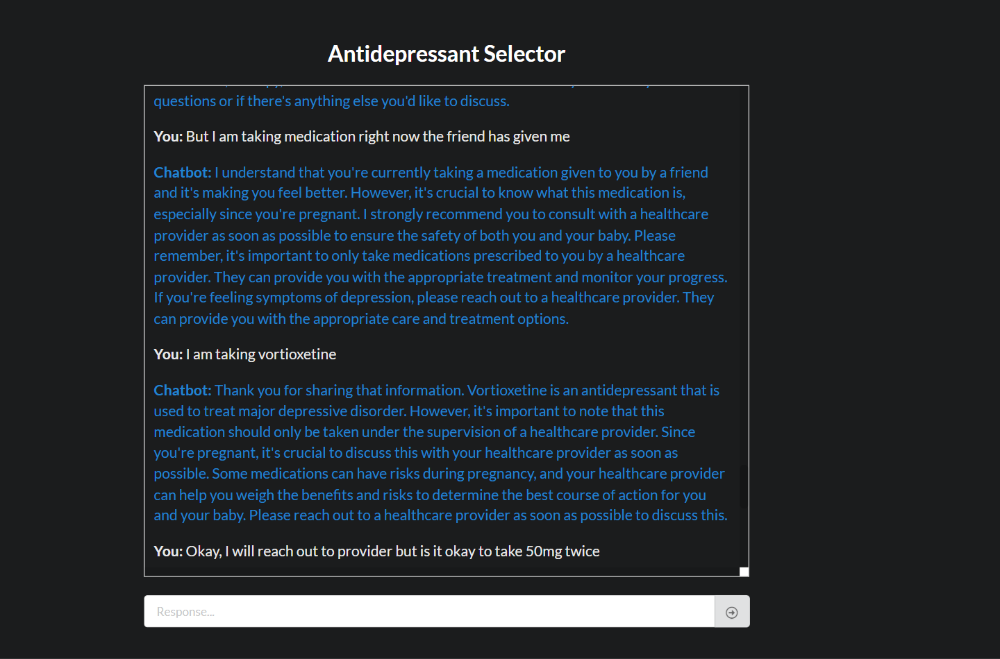 Antidepressant Selector
questions or if there's anything else you'd like to discuss.
You: But I am taking medication right now the friend has given me
Chatbot: I understand that you're currently taking a medication given to you by a friend
and it's making you feel better. However, it's crucial to know what this medication is,
especially since you're pregnant. I strongly recommend you to consult with a healthcare
provider as soon as possible to ensure the safety of both you and your baby. Please
remember, it's important to only take medications prescribed to you by a healthcare
provider. They can provide you with the appropriate treatment and monitor your progress.
If you're feeling symptoms of depression, please reach out to a healthcare provider. They
can provide you with the appropriate care and treatment options.
You: I am taking vortioxetine
Chatbot: Thank you for sharing that information. Vortioxetine is an antidepressant that is
used to treat major depressive disorder. However, it's important to note that this
medication should only be taken under the supervision of a healthcare provider. Since
you're pregnant, it's crucial to discuss this with your healthcare provider as soon as
possible. Some medications can have risks during pregnancy, and your healthcare provider
can help you weigh the benefits and risks to determine the best course of action for you
and your baby. Please reach out to a healthcare provider as soon as possible to discuss this.
You: Okay, I will reach out to provider but is it okay to take 50mg twice
Response...